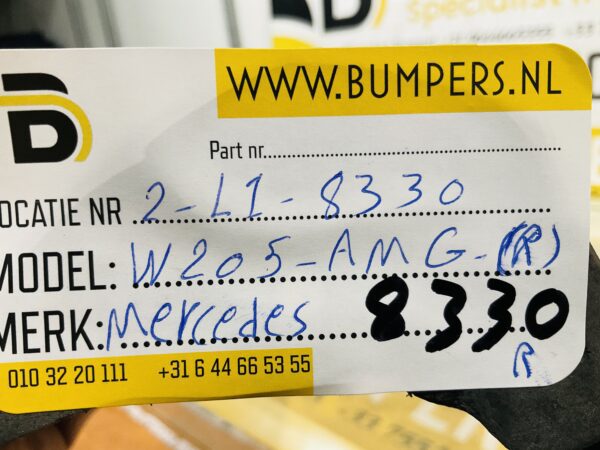 specialist
WWW.BUMPERS.NL
B
Part nr
OCATIE NR 2-L1-8330
MODEL: W205-AMG-(R)
MERK: Mercedes 8330
R
010 32 20 111 +31 6 44 66 53 55